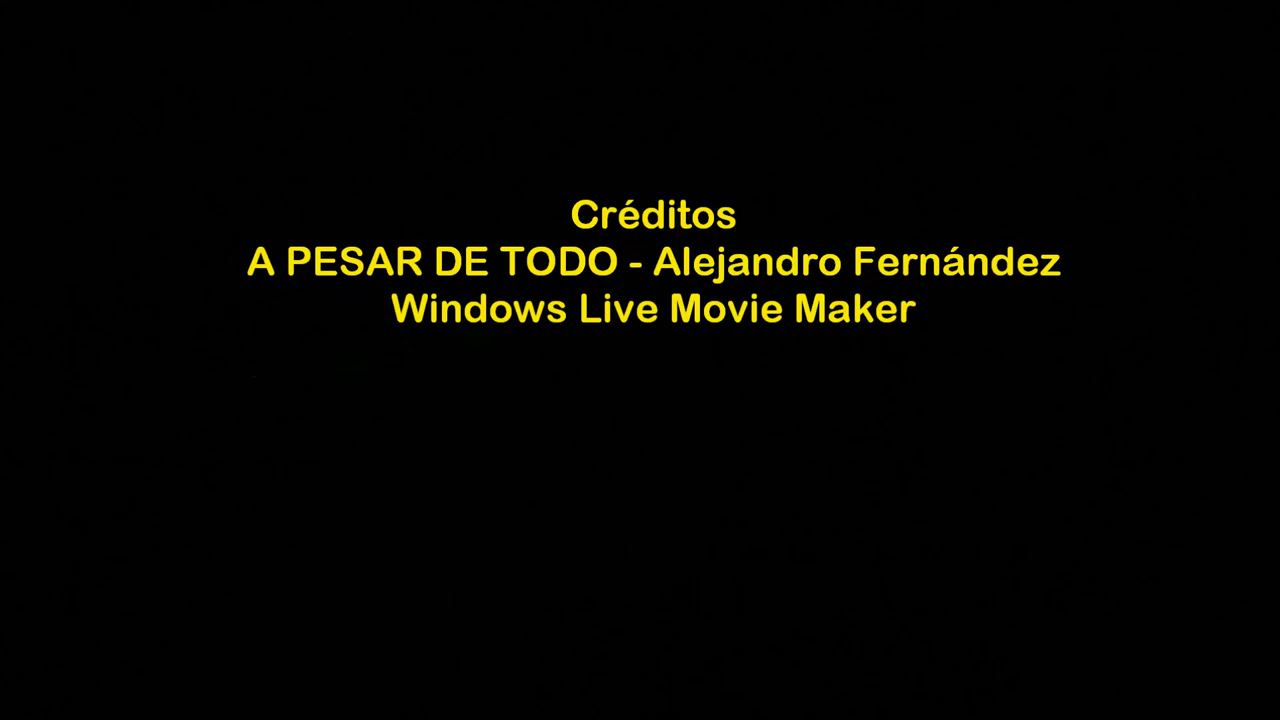 Créditos
A PESAR DE TODO - Alejandro Fernández
Windows Live Movie Maker